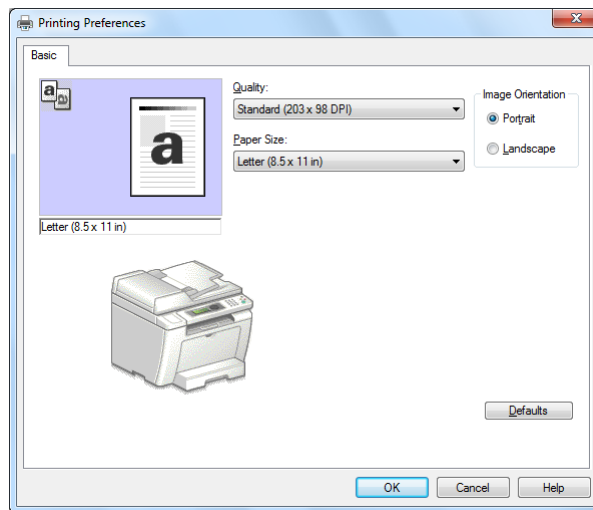 Printing Preferences
Basic
a
a
a
Quality:
Standard (203 x 98 DPI)
Paper Size:
Letter (8.5 x 11 in)
Image Orientation
Portrait
Landscape
Letter (8.5 x 11 in)
Defaults
OK
Cancel
Help